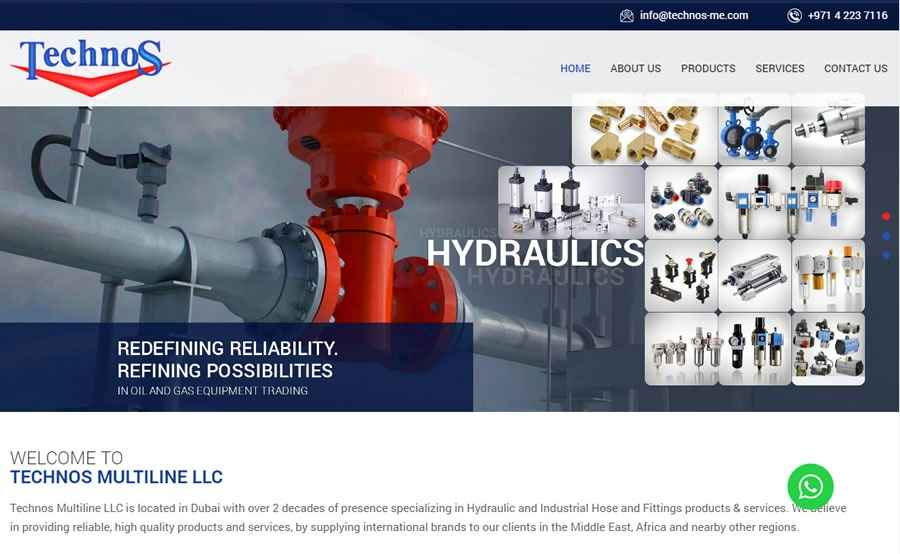 info@technos-me.com
+971 4 223 7116
TechnoS
HOME
ABOUT US
PRODUCTS
SERVICES
CONTACT US
HYDRAULICS
HYDRAULICS
HYDRAULICS
REDEFINING RELIABILITY.
REFINING POSSIBILITIES
IN OIL AND GAS EQUIPMENT TRADING
WELCOME TO
TECHNOS MULTILINE LLC
Technos Multiline LLC is located in Dubai with over 2 decades of presence specializing in Hydraulic and Industrial Hose and Fittings products & services. We believe
in providing reliable, high quality products and services, by supplying international brands to our clients in the Middle East, Africa and nearby other regions.